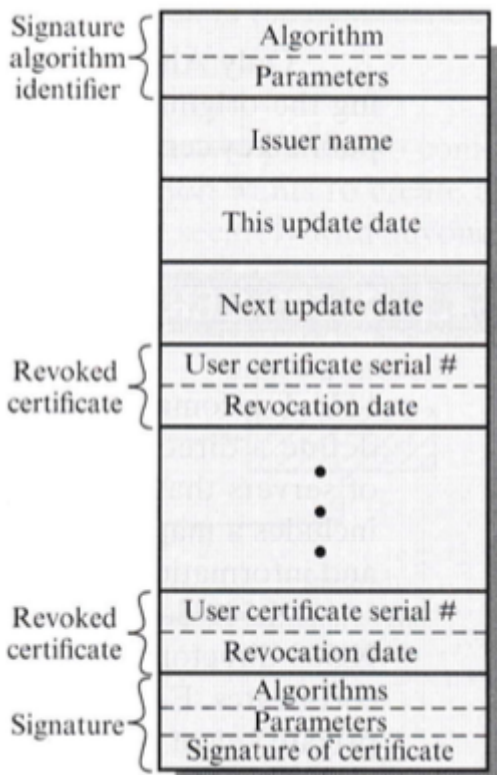 Signature
algorithm
identifier
Algorithm
Parameters
Issuer name
This update date
Next update date
Revoked
certificate
User certificate serial #
Revocation date
Revoked
certificate
User certificate serial #
Revocation date
Signature
Algorithms
Parameters
Signature of certificate